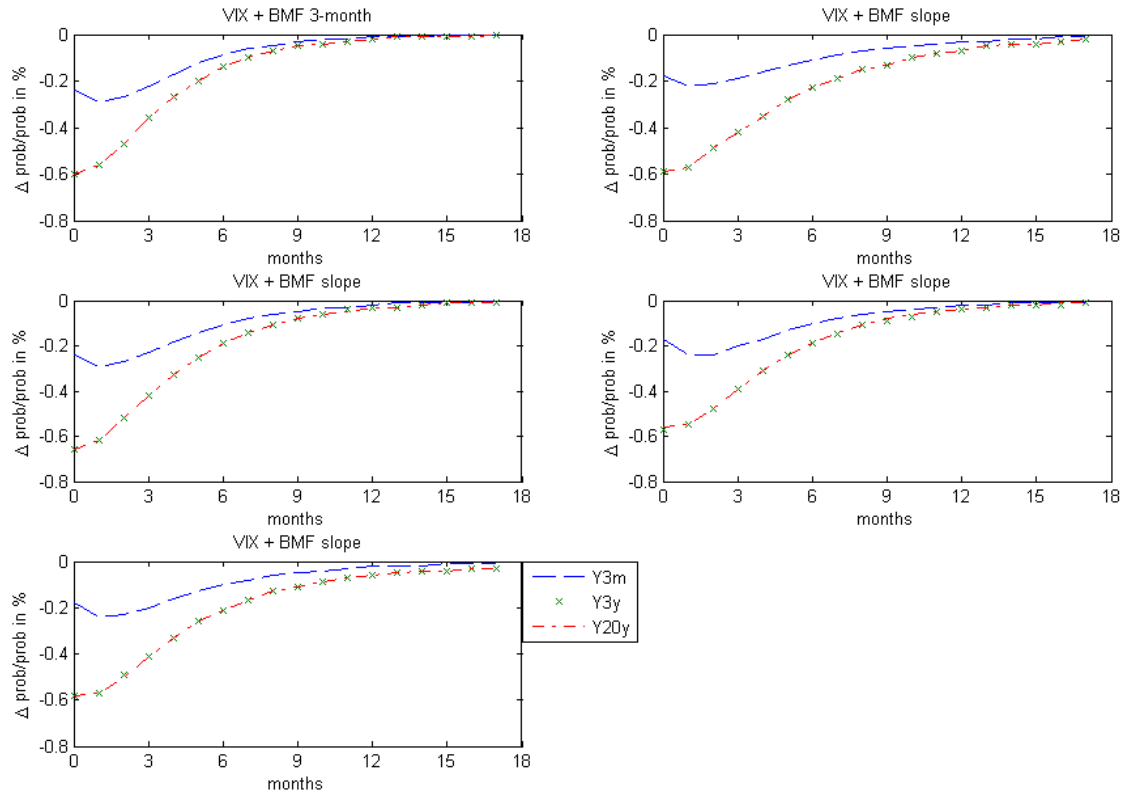 VIX + BMF 3-month
0
-0.2
-0.4
-0.6
-0.8
Δ prob/prob in %
0 3 6 9 12 15 18
months
VIX + BMF slope
0
-0.2
-0.4
-0.6
-0.8
Δ prob/prob in %
0 3 6 9 12 15 18
months
VIX + BMF slope
0
-0.2
-0.4
-0.6
-0.8
Δ prob/prob in %
0 3 6 9 12 15 18
months
VIX + BMF slope
0
-0.2
-0.4
-0.6
-0.8
Δ prob/prob in %
0 3 6 9 12 15 18
months
VIX + BMF slope
0
-0.2
-0.4
-0.6
-0.8
Δ prob/prob in %
0 3 6 9 12 15 18
months
Y3m
Y3y
Y20y